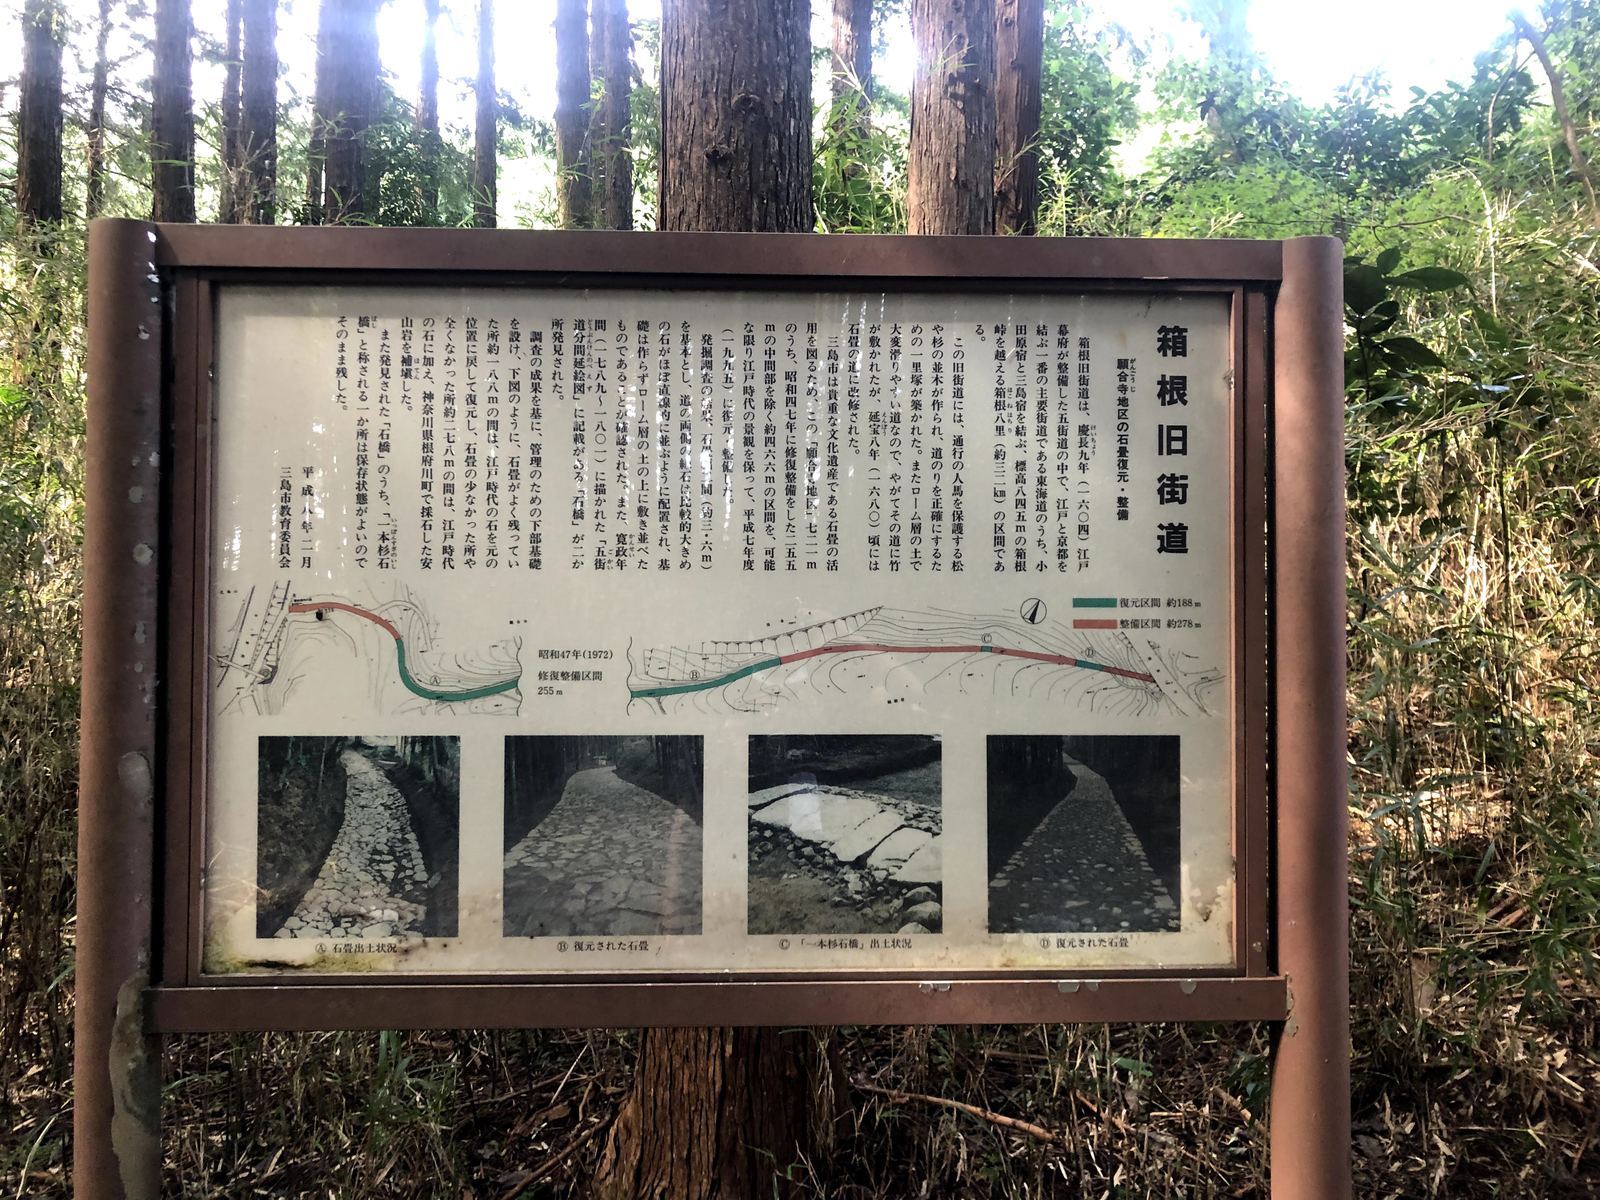 箱根旧街道
願合寺地区の石畳復元・整備
がんごうじ
箱根旧街道は、慶長九年(一六〇四)江戸
幕府が整備した五街道の中で、江戸と京都を
結ぶ一番の主要街道である東海道のうち、小
田原宿と三島宿を結ぶ、標高八四五mの箱根
峠を越える箱根八里(約三二㎞)の区間であ
る。
この旧街道には、通行の人馬を保護する松
や杉の並木が作られ、道のりを正確にするた
めの一里塚が築かれた。またローム層の土で
大変滑りやすい道なので、やがてその道に竹
が敷かれたが、延宝八年(一六八〇)頃には
石畳の道に改修された。
三島市は貴重な文化遺産である石畳の活
用を図るため、この「願合寺地区」七二一m
のうち、昭和四七年に修復整備をした二五五
mの中間部を除く約四六六mの区間を、可能
な限り江戸時代の景観を保って、平成七年度
(一九九五)に復元・整備した。
発掘調査の結果、石畳は二間(約三・六m)
を基本とし、道の両側の縁石は比較的大きめ
の石がほぼ直線的に並ぶように配置され、基
礎は作らずローム層の土の上に敷き並べた
ものであることが確認された。また、寛政年
間(一七八九〜一八〇一)に描かれた「五街
道分間延絵図」に記載がある「石橋」が二か
所発見された。
調査の成果を基に、管理のための下部基礎
を設け、下図のように、石畳がよく残ってい
た所約一八八mの間は、江戸時代の石を元の
位置に戻して復元し、石畳の少なかった所や
全くなかった所約二七八mの間は、江戸時代
の石に加え、神奈川県根府川町で採石した安
山岩を補填した。
また発見された「石橋」のうち、「一本杉石
橋」と称される一か所は保存状態がよいので
そのまま残した。
平成八年二月
三島市教育委員会
復元区間 約188m
整備区間 約278m
昭和47年(1972)
修復整備区間
255m
Ⓐ
Ⓑ
Ⓒ
Ⓓ
Ⓐ 石畳出土状況
Ⓑ 復元された石畳
Ⓒ 「一本杉石橋」出土状況
Ⓓ 復元された石畳